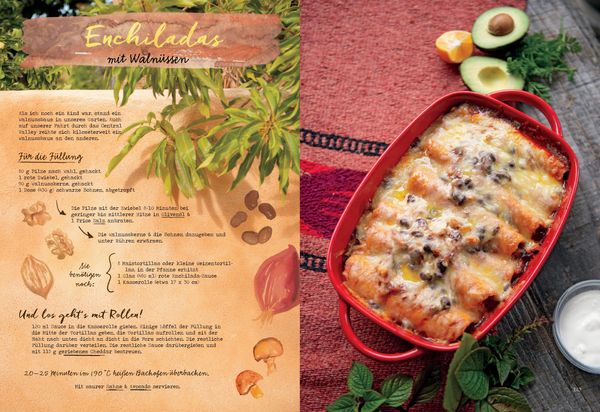 Enchiladas
mit Walnüssen
Als ich noch ein Kind war, stand ein
Walnussbaum in unserem Garten. Auch
auf unserer Fahrt durch das Central
Valley reihte sich kilometerweit ein
Walnussbaum an den anderen.
Für die Füllung
50 g Pilze nach Wahl, gehackt
1 rote Zwiebel, gehackt
50 g Walnusskerne, gehackt
1 Dose (400 g) schwarze Bohnen, abgetropft
Die Pilze mit der Zwiebel 8-10 Minuten bei
geringer bis mittlerer Hitze in Olivenöl &
1 Prise Salz anbraten.
Die Walnusskerne & die Bohnen dazugeben und
unter Rühren erwärmen.
Sie
benötigen
noch:
8 Maistortillas oder kleine Weizentortil-
las, in der Pfanne erhitzt
1 Glas (460 ml) rote Enchilada-Sauce
1 Kasserolle (etwa 17 x 30 cm)
Und los geht's mit Rollen!
120 ml Sauce in die Kasserolle gießen. Einige Löffel der Füllung in
die Mitte der Tortillas geben, die Tortillas aufrollen und mit der
Naht nach unten dicht an dicht in die Form schichten. Die restliche
Füllung darüber verteilen. Die restliche Sauce darübergießen und
mit 115 g geriebenem Cheddar bestreuen.
20–25 Minuten im 190 °C heißen Backofen überbacken.
Mit saurer Sahne & Avocado servieren.